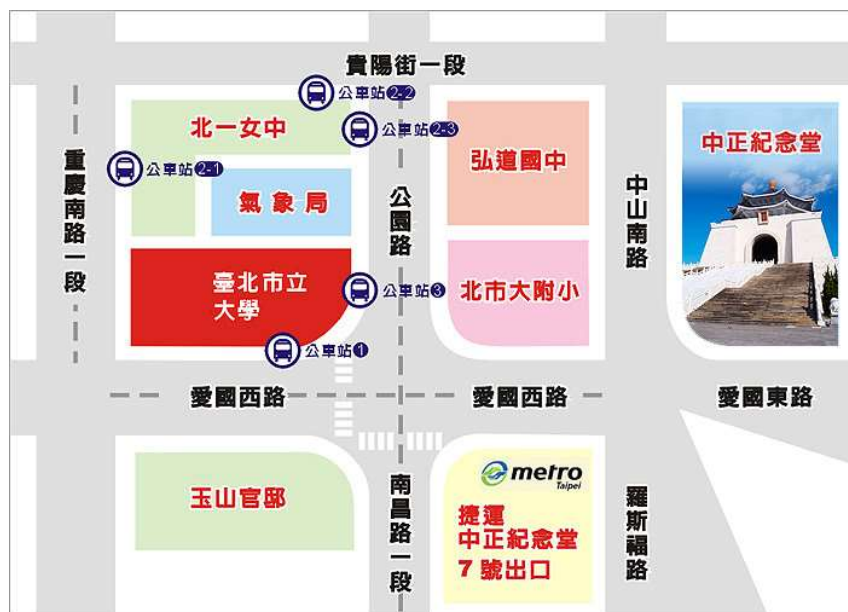 貴陽街一段
公車站2-2
北一女中
公車站2-3
中正紀念堂
弘道國中
公車站2-1
重慶南路一段
氣象局
公園路
中山南路
臺北市立
大學
公車站3
北市大附小
公車站1
愛國西路
愛國西路
愛國東路
metro
Taipei
玉山官邸
南昌路一段
捷運
中正紀念堂
7號出口
羅斯福路